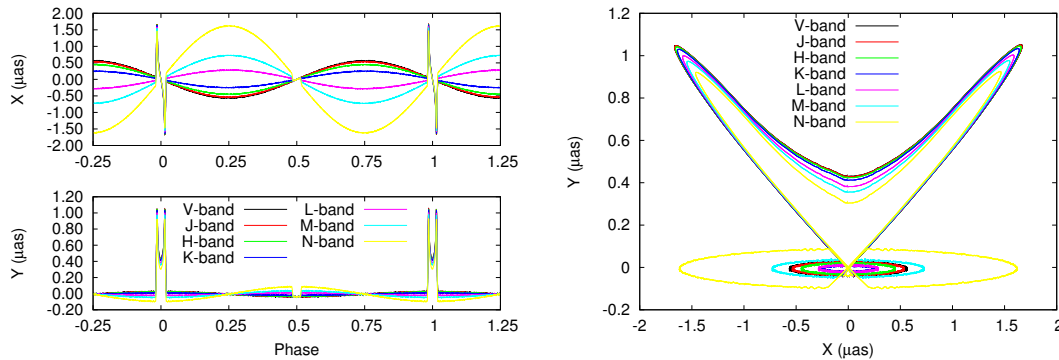 2.00
1.50
1.00
0.50
0.00
-0.50
-1.00
-1.50
2.00
X (μas)
-0.25 0 0.25 0.5 0.75 1 1.25
1.20
1.00
0.80
0.60
0.40
0.20
0.00
-0.20
Y (μas)
V-band
J-band
H-band
K-band
L-band
M-band
N-band
-0.25 0 0.25 0.5 0.75 1 1.25
Phase
1.2
1
0.8
0.6
0.4
0.2
0
-0.2
Y (μas)
V-band
J-band
H-band
K-band
L-band
M-band
N-band
-2 -1.5 -1 -0.5 0 0.5 1 1.5 2
X (μas)